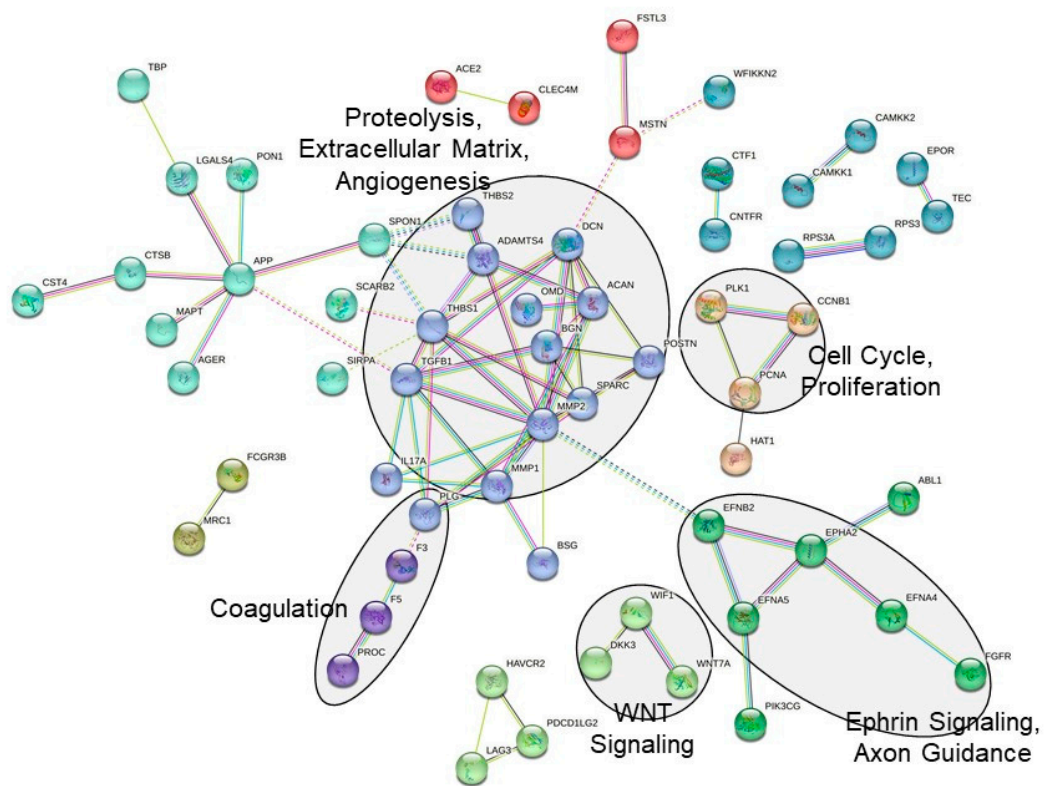 FSTL3
TBP
ACE2
WFIKKN2
CLEC4M
Proteolysis,
Extracellular Matrix,
Angiogenesis
MSTN
CAMKK2
CTF1
EPOR
LGALS4
PON1
CAMKK1
THBS2
TEC
SPON1
DCN
CNTFR
RPS3
ADAMTS4
RPS3A
CTSB
APP
CST4
SCARB2
OMD
ACAN
PLK1
CCNB1
MAPT
THBS1
BGN
AGER
SIRPA
TGFB1
POSTN
Cell Cycle,
Proliferation
SPARC
PCNA
MMP2
HAT1
FCGR3B
IL17A
MMP1
ABL1
PLG
EFNB2
EPHA2
MRC1
F3
BSG
Coagulation
F5
WIF1
EFNA5
EFNA4
PROC
DKK3
WNT7A
FGFR
HAVCR2
PDCD1LG2
WNT
Signaling
PIK3CG
Ephrin Signaling,
Axon Guidance
LAG3